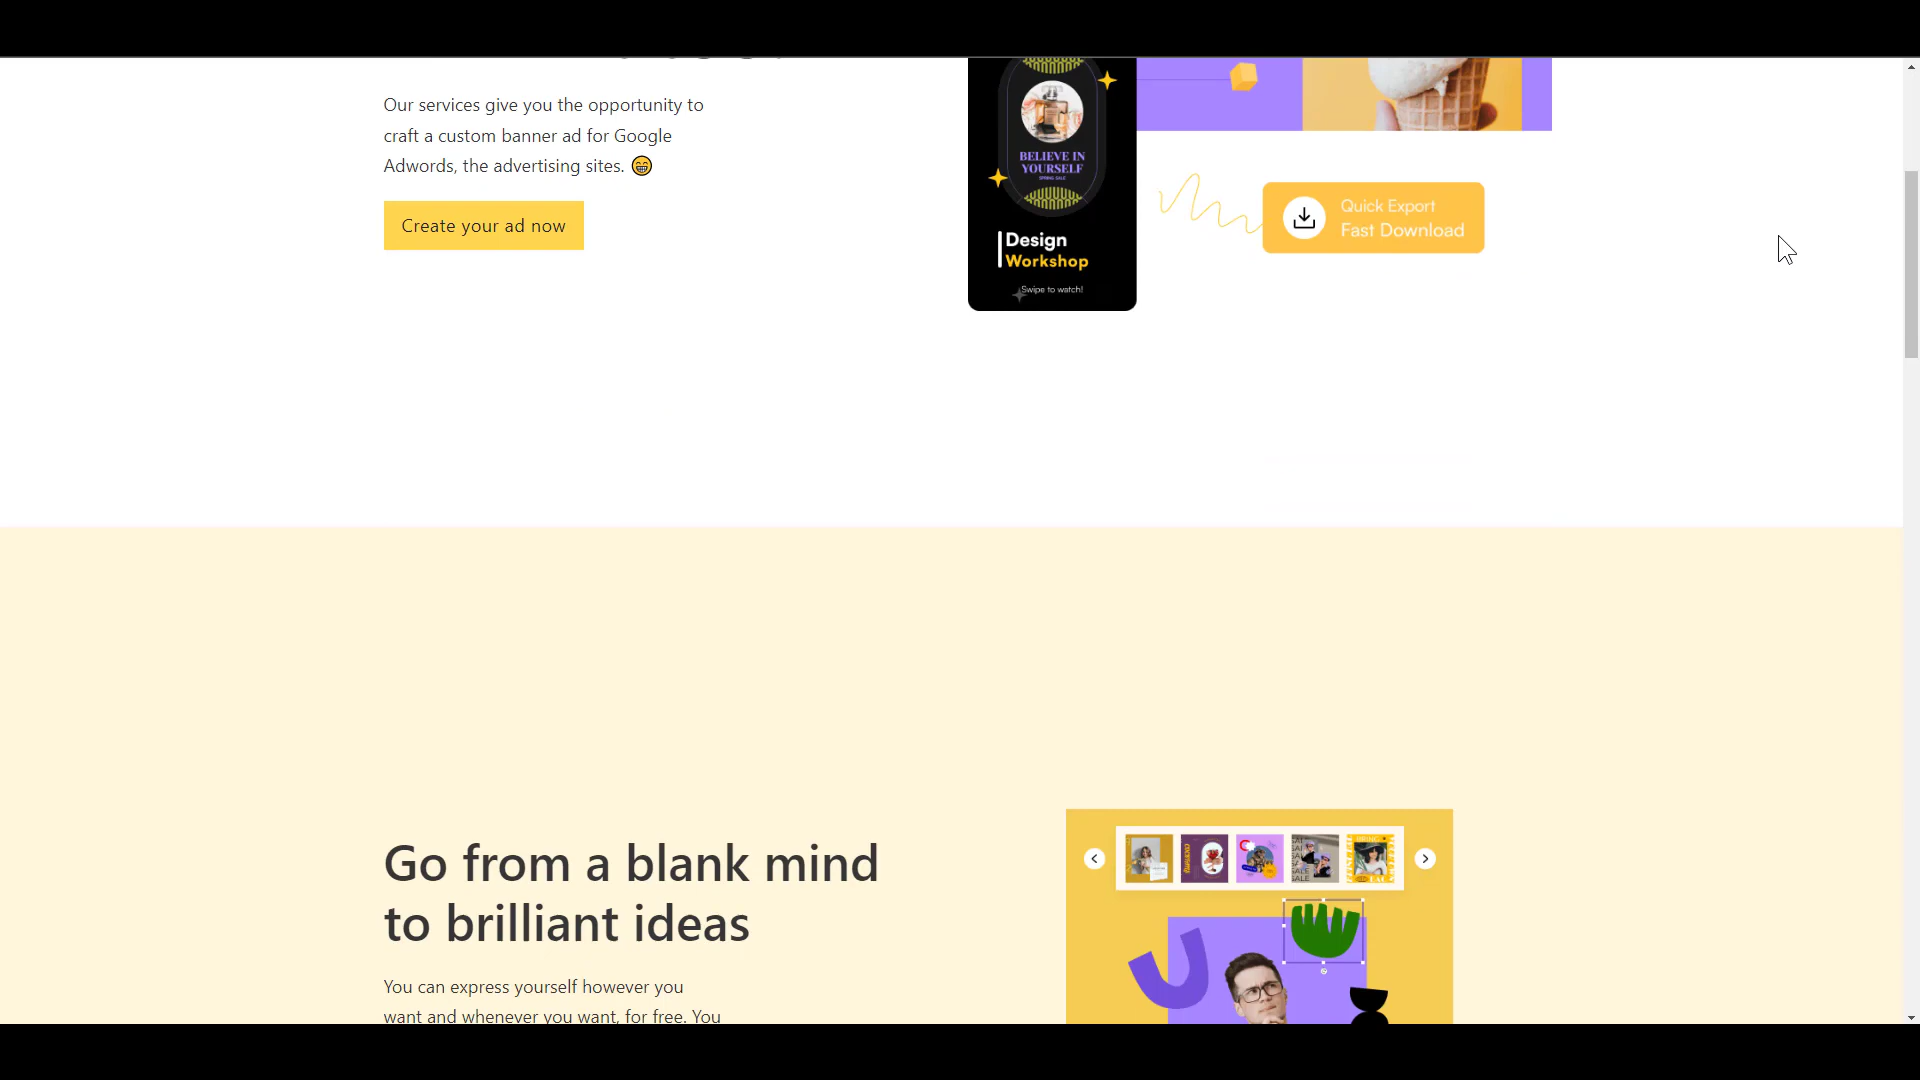 Our services give you the opportunity to
craft a custom banner ad for Google
Adwords, the advertising sites. 😁
Create your ad now
BELIEVE IN
YOURSELF
SPRING SALE
Design
Workshop
Swipe to watch!
Quick Export
Fast Download
Go from a blank mind
to brilliant ideas
You can express yourself however you
want and whenever you want, for free. You